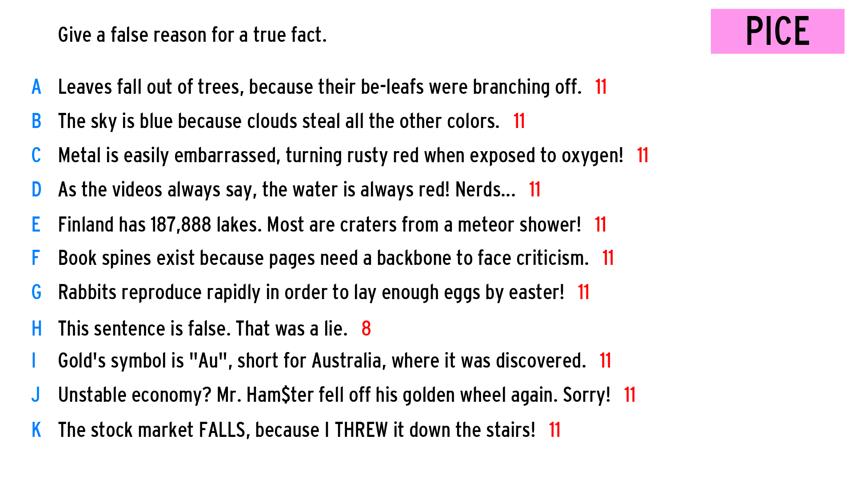 PICE
Give a false reason for a true fact.
A Leaves fall out of trees, because their be-leafs were branching off. 11
B The sky is blue because clouds steal all the other colors. 11
C Metal is easily embarrassed, turning rusty red when exposed to oxygen! 11
D As the videos always say, the water is always red! Nerds... 11
E Finland has 187,888 lakes. Most are craters from a meteor shower! 11
F Book spines exist because pages need a backbone to face criticism. 11
G Rabbits reproduce rapidly in order to lay enough eggs by easter! 11
H This sentence is false. That was a lie. 8
I Gold's symbol is "Au", short for Australia, where it was discovered. 11
J Unstable economy? Mr. Ham$ter fell off his golden wheel again. Sorry! 11
K The stock market FALLS, because I THREW it down the stairs! 11